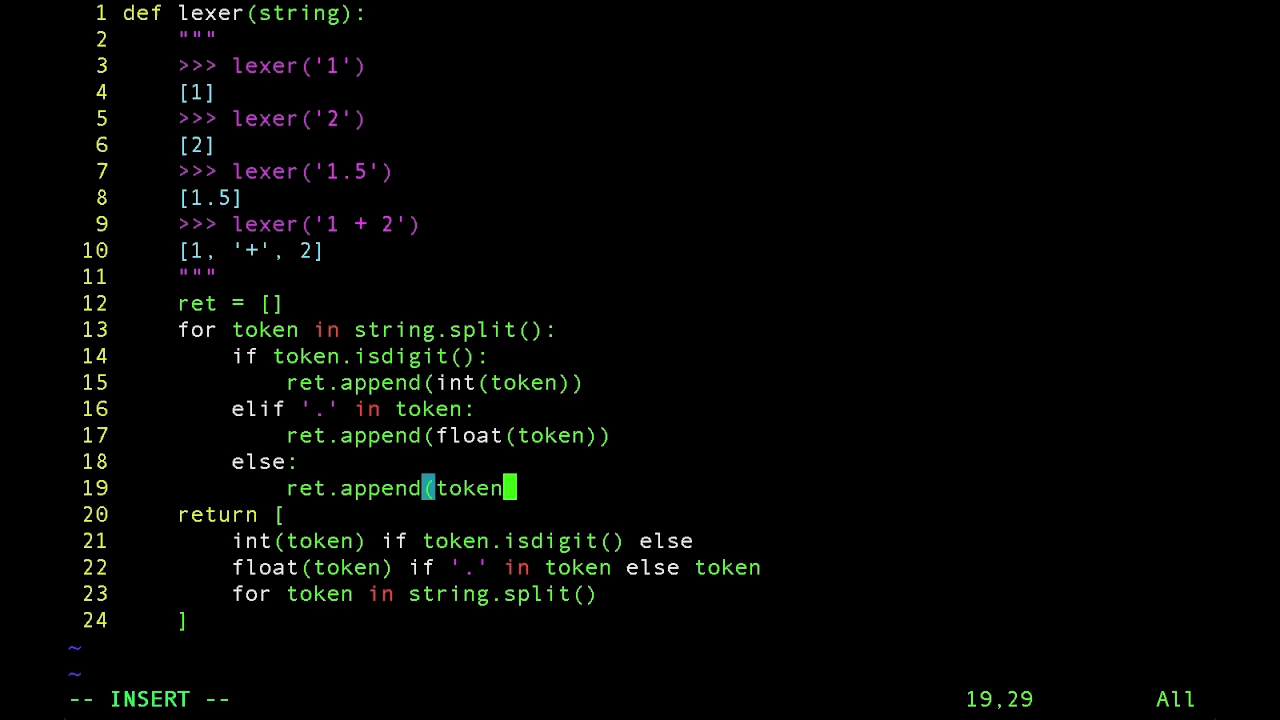 1 def lexer(string):
2     """
3     >>> lexer('1')
4     [1]
5     >>> lexer('2')
6     [2]
7     >>> lexer('1.5')
8     [1.5]
9     >>> lexer('1 + 2')
10     [1, '+', 2]
11     """
12     ret = []
13     for token in string.split():
14         if token.isdigit():
15             ret.append(int(token))
16         elif '.' in token:
17             ret.append(float(token))
18         else:
19             ret.append(token
20     return [
21         int(token) if token.isdigit() else
22         float(token) if '.' in token else token
23         for token in string.split()
24     ]
~
~
-- INSERT -- 19,29 All